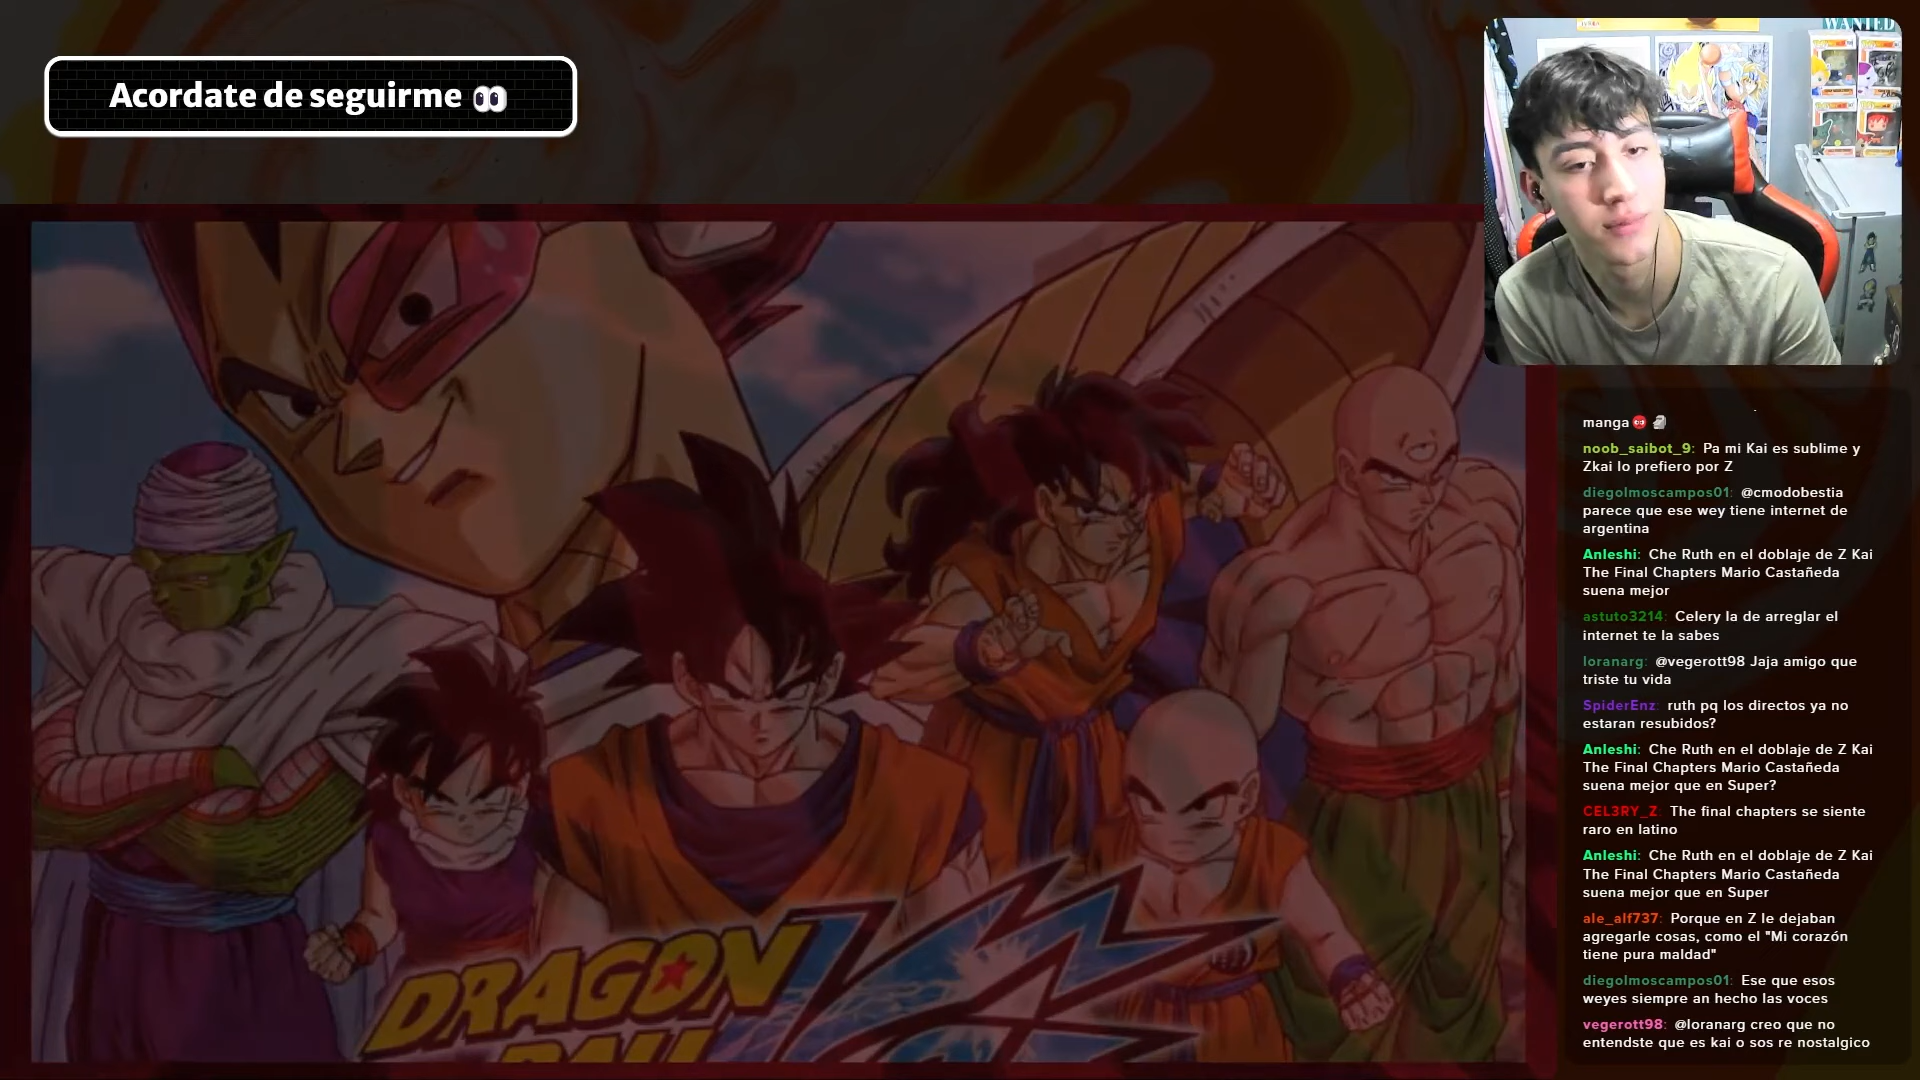 Acordate de seguirme 👀
WANTED
manga
noob_saibot_9: Pa mi Kai es sublime y
Zkai lo prefiero por Z
diegolmoscampos01: @cmodobestia
parece que ese wey tiene internet de
argentina
Anleshi: Che Ruth en el doblaje de Z Kai
The Final Chapters Mario Castañeda
suena mejor
astuto3214: Celery la de arreglar el
internet te la sabes
loranarg: @vegerott98 Jaja amigo que
triste tu vida
SpiderEnz: ruth pq los directos ya no
estaran resubidos?
Anleshi: Che Ruth en el doblaje de Z Kai
The Final Chapters Mario Castañeda
suena mejor que en Super?
CEL3RY_Z: The final chapters se siente
raro en latino
Anleshi: Che Ruth en el doblaje de Z Kai
The Final Chapters Mario Castañeda
suena mejor que en Super
ale_alf737: Porque en Z le dejaban
agregarle cosas, como el "Mi corazón
tiene pura maldad"
diegolmoscampos01: Ese que esos
weyes siempre an hecho las voces
vegerott98: @loranarg creo que no
entendste que es kai o sos re nostalgico
DRAGON
BALL